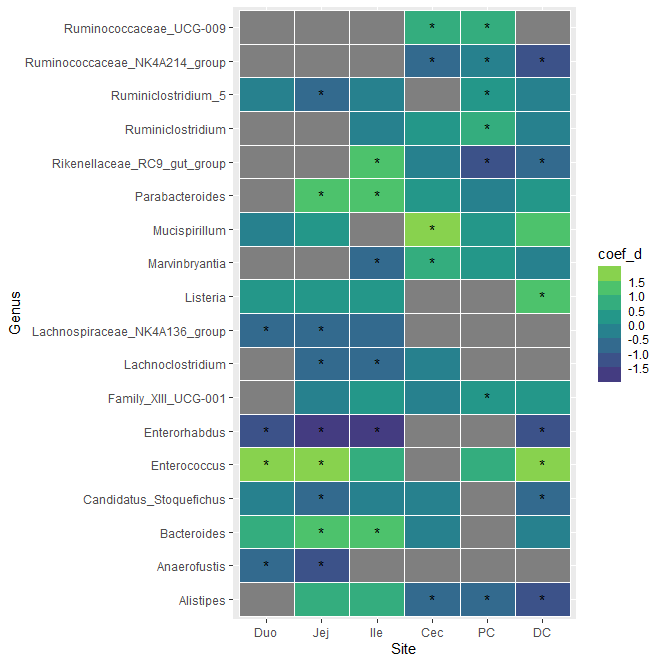 Genus
Ruminococcaceae_UCG-009
* *
Ruminococcaceae_NK4A214_group
* * *
Ruminiclostridium_5
* *
Ruminiclostridium
*
Rikenellaceae_RC9_gut_group
* * *
Parabacteroides
* *
Mucispirillum
*
Marvinbryantia
* *
Listeria
*
Lachnospiraceae_NK4A136_group
* *
Lachnoclostridium
* *
Family_XIII_UCG-001
*
Enterorhabdus
* * * *
Enterococcus
* * *
Candidatus_Stoquefichus
* *
Bacteroides
* *
Anaerofustis
* *
Alistipes
* * *
Duo Jej Ile Cec PC DC
Site
coef_d
1.5
1.0
0.5
0.0
-0.5
-1.0
-1.5